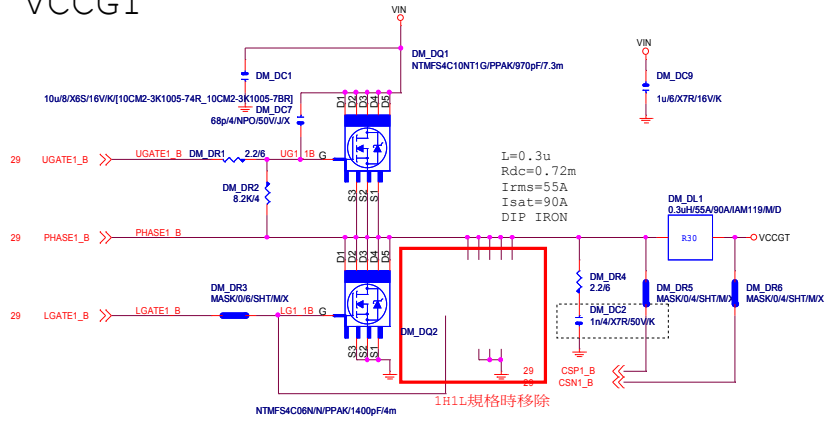 VCCGT
VIN
DM_DQ1
NTMFS4C10NT1G/PPAK/970pF/7.3m
VIN
DM_DC1
DM_DC9
1u/6/X7R/16V/K
10u/8/X6S/16V/K/[10CM2-3K1005-74R_10CM2-3K1005-7BR]
DM_DC7
68p/4/NPO/50V/J/X
D1 D2 D3 D4 D5
29 UGATE1_B UGATE1_B DM_DR1 2.2/6 UG1_1B G
DM_DR2
8.2K/4
S3 S2 S1
L=0.3u
Rdc=0.72m
Irms=55A
Isat=90A
DIP IRON
DM_DL1
0.3uH/55A/90A/IAM119/M/D
29 PHASE1_B PHASE1_B
R30
VCCGT
D1 D2 D3 D4 D5
DM_DR3
MASK/0/6/SHT/M/X
DM_DR4
2.2/6
DM_DR5
MASK/0/4/SHT/M/X
DM_DR6
MASK/0/4/SHT/M/X
29 LGATE1_B LGATE1_B LG1_1B G
DM_DC2
1n/4/X7R/50V/K
DM_DQ2
S3 S2 S1
29 CSP1_B
29 CSN1_B
1H1L規格時移除
NTMFS4C06N/N/PPAK/1400pF/4m